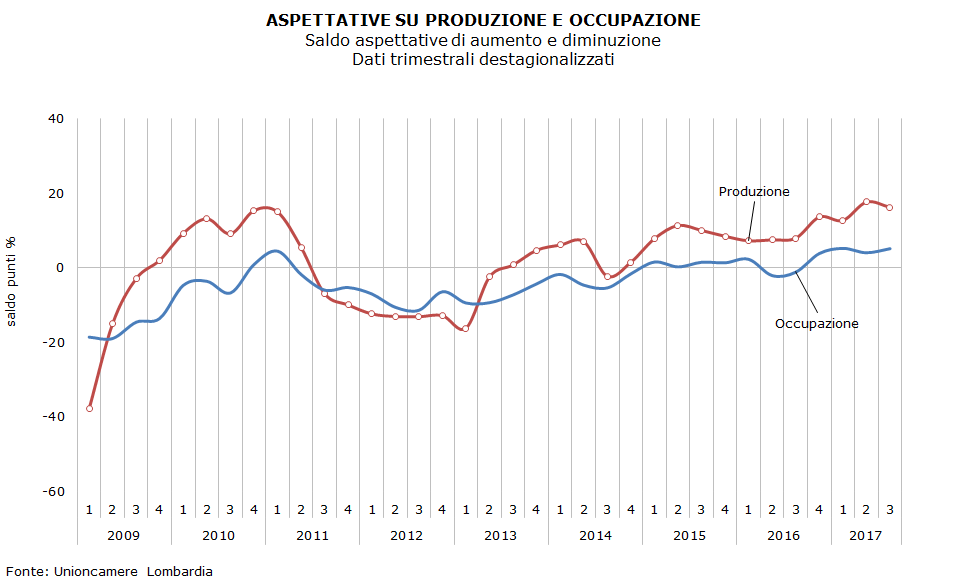 ASPETTATIVE SU PRODUZIONE E OCCUPAZIONE
Saldo aspettative di aumento e diminuzione
Dati trimestrali destagionalizzati
40
20
0
-20
-40
-60
saldo punti %
Produzione
Occupazione
1 2 3 4 1 2 3 4 1 2 3 4 1 2 3 4 1 2 3 4 1 2 3 4 1 2 3 4 1 2 3 4 1 2 3
2009 2010 2011 2012 2013 2014 2015 2016 2017
Fonte: Unioncamere Lombardia